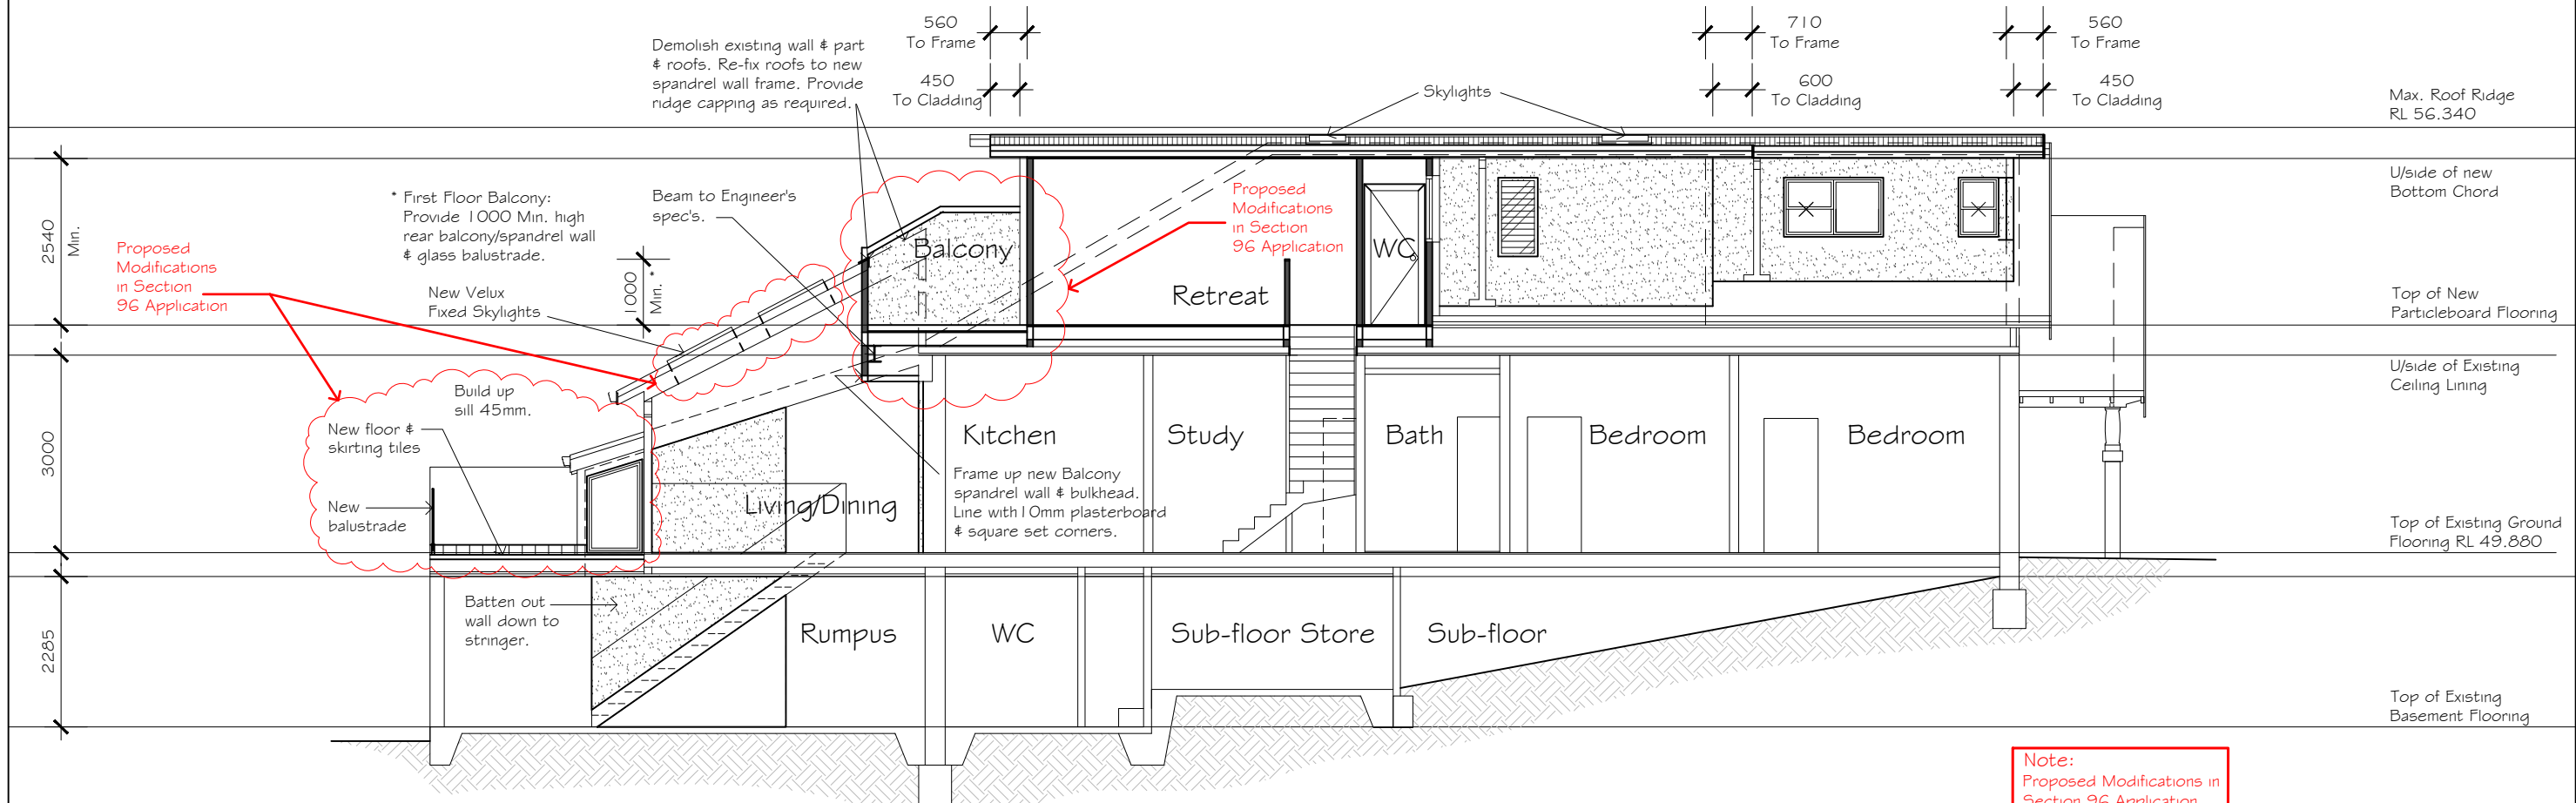 560
To Frame
710
To Frame
560
To Frame
450
To Cladding
600
To Cladding
450
To Cladding
Demolish existing wall & part
& roofs. Re-fix roofs to new
spandrel wall frame. Provide
ridge capping as required.
Skylights
Max. Roof Ridge
RL 56.340
U/side of new
Bottom Chord
* First Floor Balcony:
Provide 1000 Min. high
rear balcony/spandrel wall
& glass balustrade.
Beam to Engineer's
spec's.
Proposed
Modifications
in Section
96 Application
Proposed
Modifications
in Section
96 Application
2540
Min.
1000
Min. *
New Velux
Fixed Skylights
Balcony
Retreat
WC
Top of New
Particleboard Flooring
U/side of Existing
Ceiling Lining
Build up
sill 45mm.
New floor &
skirting tiles
New
balustrade
3000
Living/Dining
Kitchen
Study
Bath
Bedroom
Bedroom
Frame up new Balcony
spandrel wall & bulkhead.
Line with 10mm plasterboard
& square set corners.
Top of Existing Ground
Flooring RL 49.880
2285
Batten out
wall down to
stringer.
Rumpus
WC
Sub-floor Store
Sub-floor
Top of Existing
Basement Flooring
Note:
Proposed Modifications in
Section 96 Application